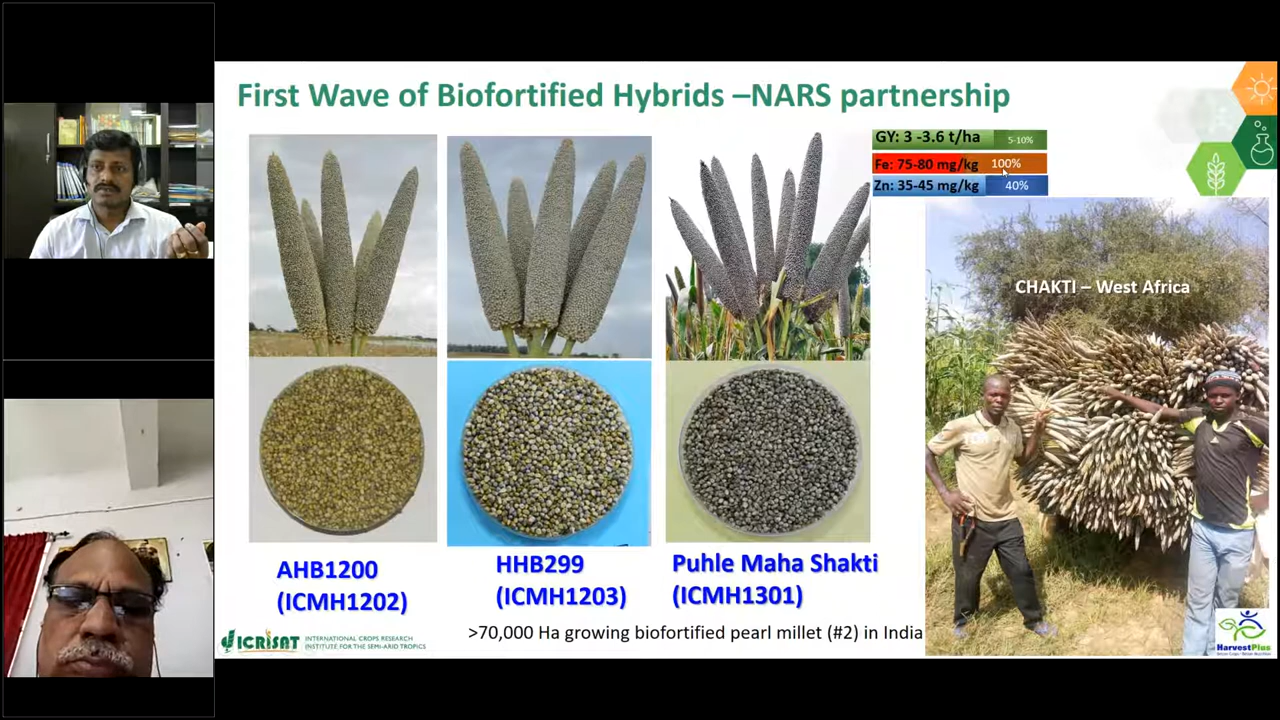 First Wave of Biofortified Hybrids –NARS partnership
GY: 3 -3.6 t/ha 5-10%
Fe: 75-80 mg/kg 100%
Zn: 35-45 mg/kg 40%
CHAKTI – West Africa
AHB1200
(ICMH1202)
HHB299
(ICMH1203)
Puhle Maha Shakti
(ICMH1301)
>70,000 Ha growing biofortified pearl millet (#2) in India
ICRISAT
INTERNATIONAL CROPS RESEARCH
INSTITUTE FOR THE SEMI-ARID TROPICS
HarvestPlus